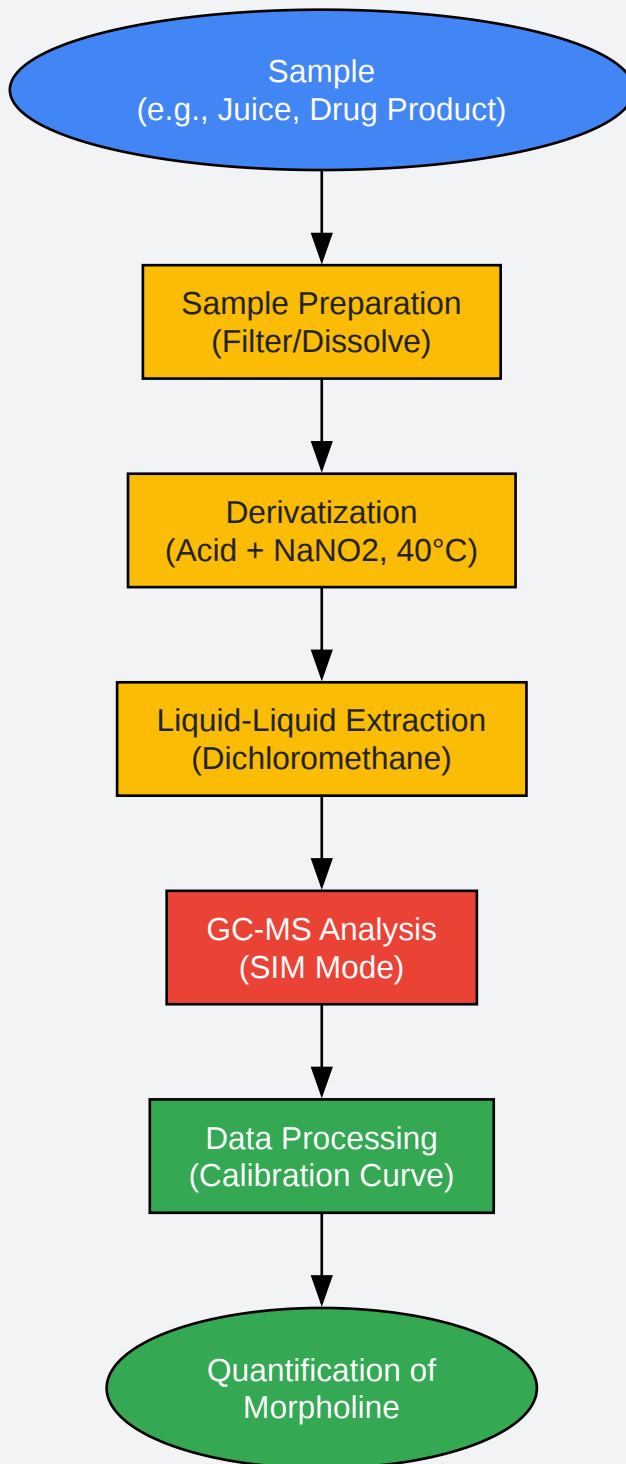 Sample
(e.g., Juice, Drug Product)
Sample Preparation
(Filter/Dissolve)
Derivatization
(Acid + NaNO2, 40°C)
Liquid-Liquid Extraction
(Dichloromethane)
GC-MS Analysis
(SIM Mode)
Data Processing
(Calibration Curve)
Quantification of
Morpholine